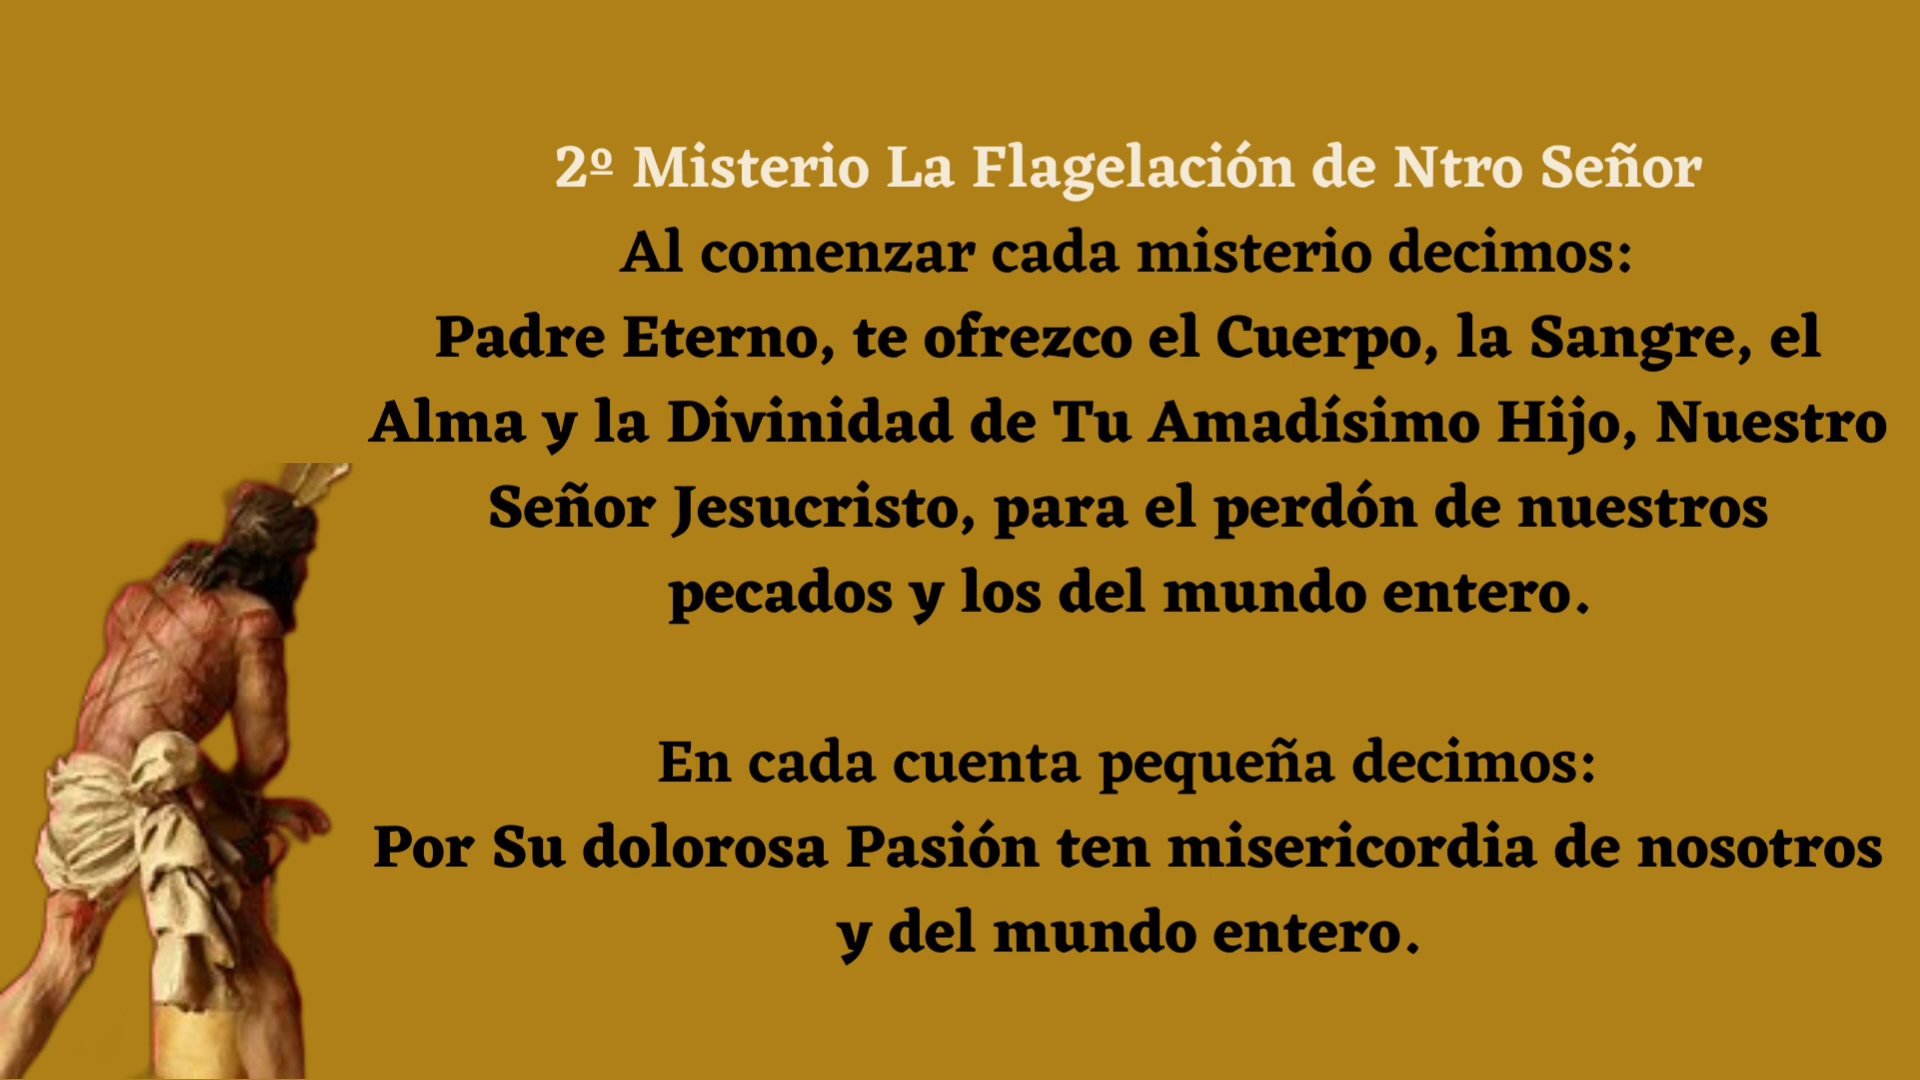 2º Misterio La Flagelación de Ntro Señor
Al comenzar cada misterio decimos:
Padre Eterno, te ofrezco el Cuerpo, la Sangre, el
Alma y la Divinidad de Tu Amadísimo Hijo, Nuestro
Señor Jesucristo, para el perdón de nuestros
pecados y los del mundo entero.
En cada cuenta pequeña decimos:
Por Su dolorosa Pasión ten misericordia de nosotros
y del mundo entero.